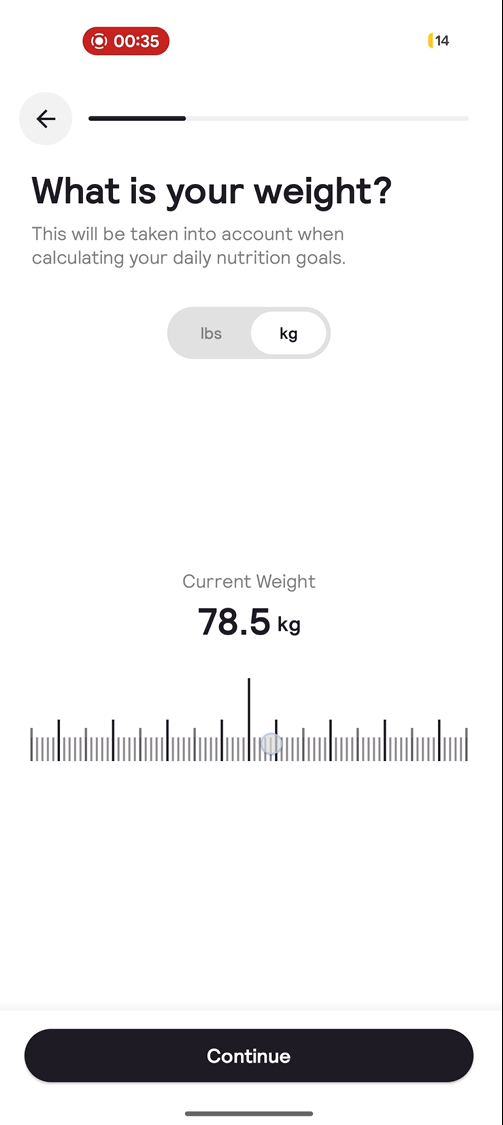 00:35
14
What is your weight?
This will be taken into account when
calculating your daily nutrition goals.
lbs
kg
Current Weight
78.5 kg
Continue